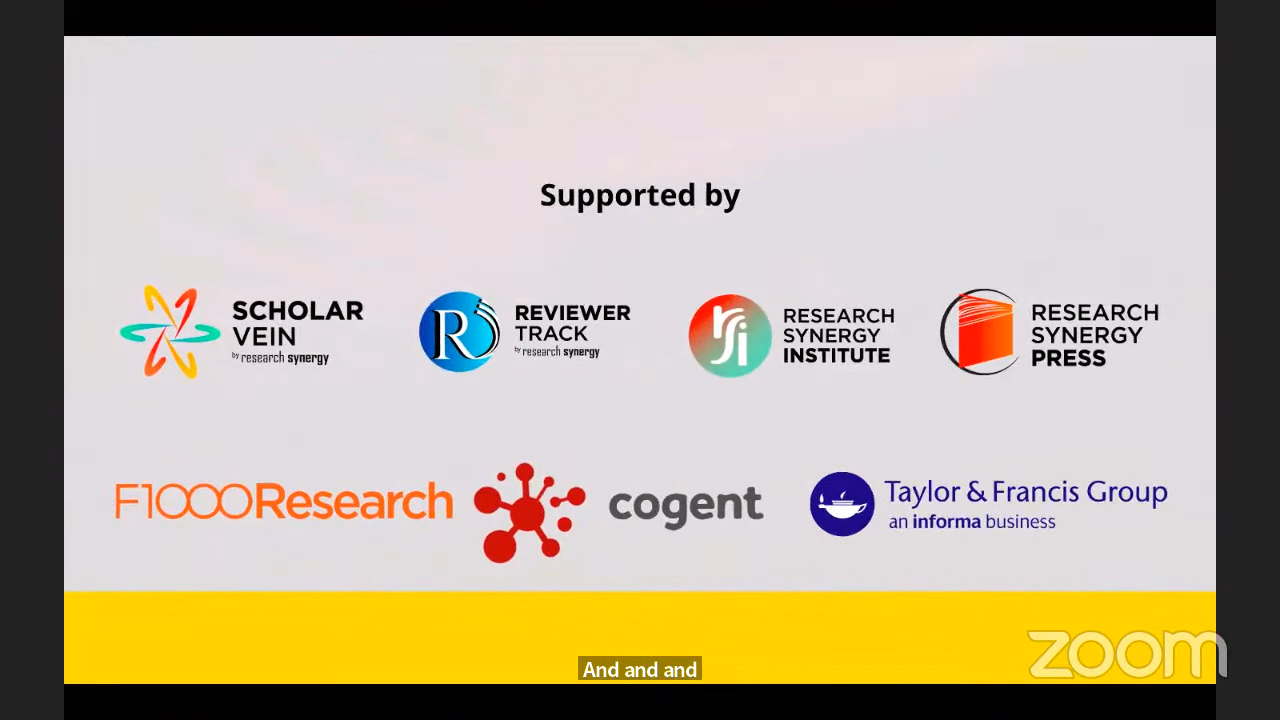 Supported by
SCHOLAR
VEIN
by research synergy
R
REVIEWER
TRACK
by research synergy
rsi
RESEARCH
SYNERGY
INSTITUTE
RESEARCH
SYNERGY
PRESS
F1000Research
cogent
Taylor & Francis Group
an informa business
zoom
And and and